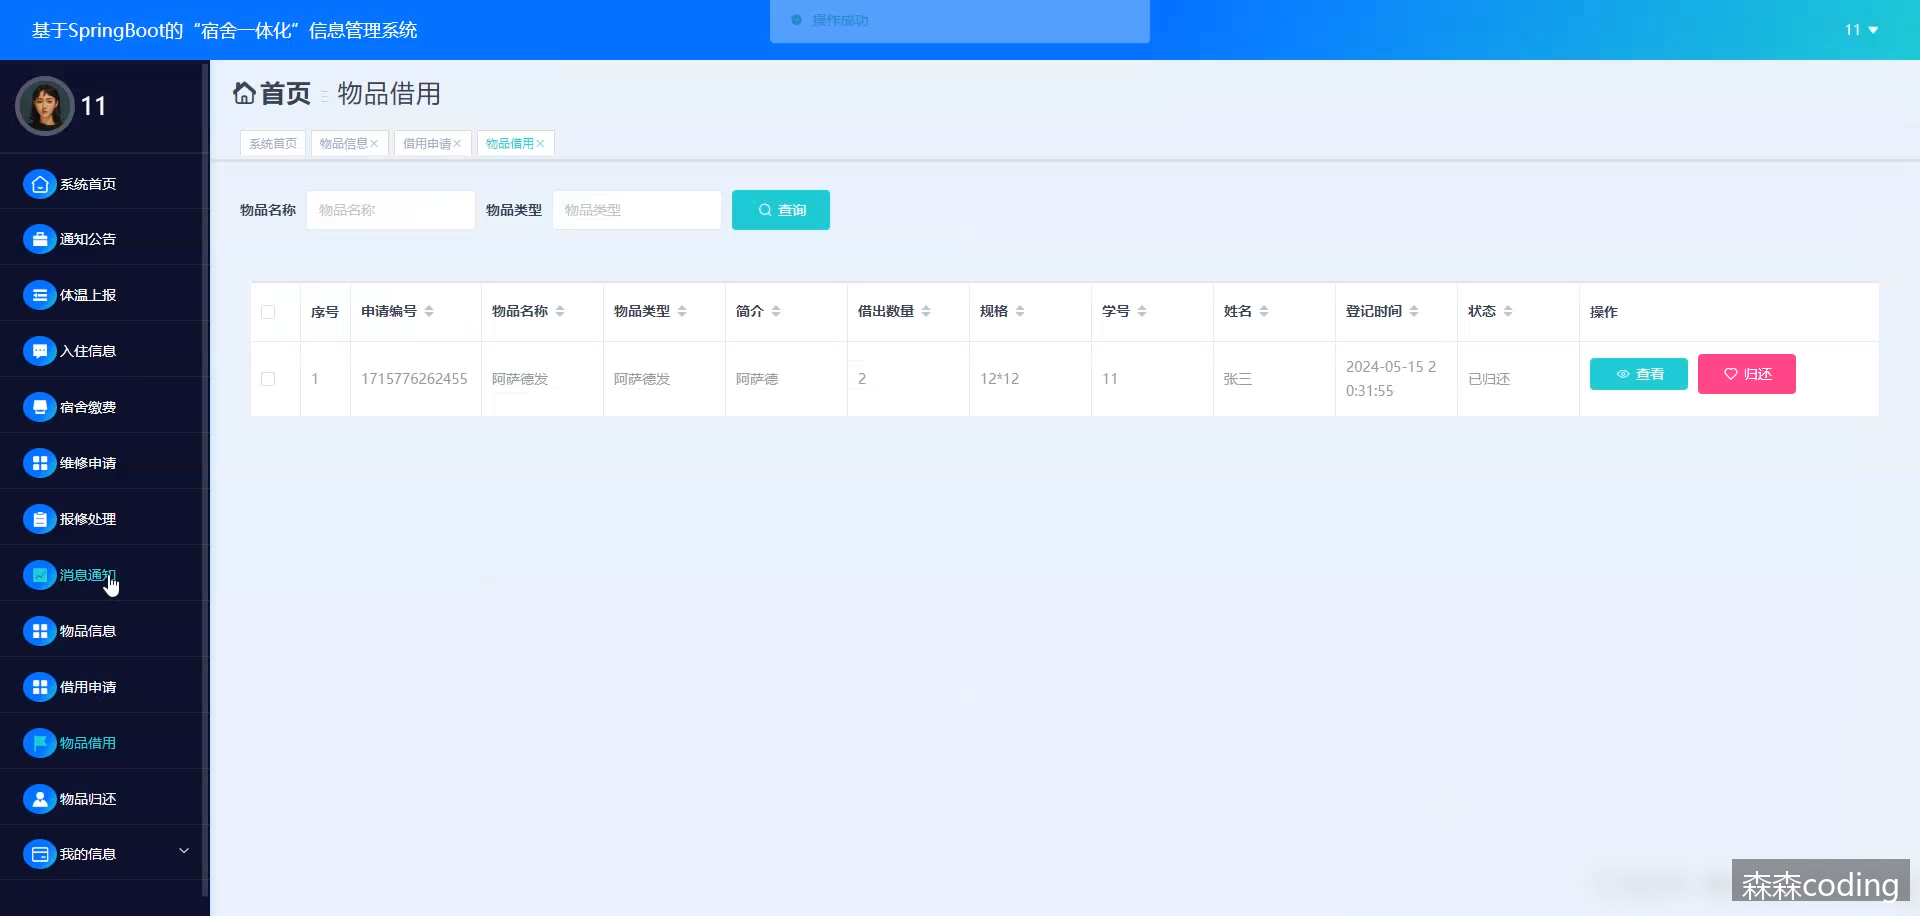 基于SpringBoot的“宿舍一体化”信息管理系统
操作成功
11
11
首页 物品借用
系统首页 物品信息× 借用申请× 物品借用×
物品名称 物品名称 物品类型 物品类型 查询
序号 申请编号 物品名称 物品类型 简介 借出数量 规格 学号 姓名 登记时间 状态 操作
1 1715776262455 阿萨德发 阿萨德发 阿萨德 2 12*12 11 张三 2024-05-15 2 已归还 查看 归还
0:31:55
系统首页
通知公告
体温上报
入住信息
宿舍缴费
维修申请
报修处理
消息通知
物品信息
借用申请
物品借用
物品归还
我的信息
森森coding